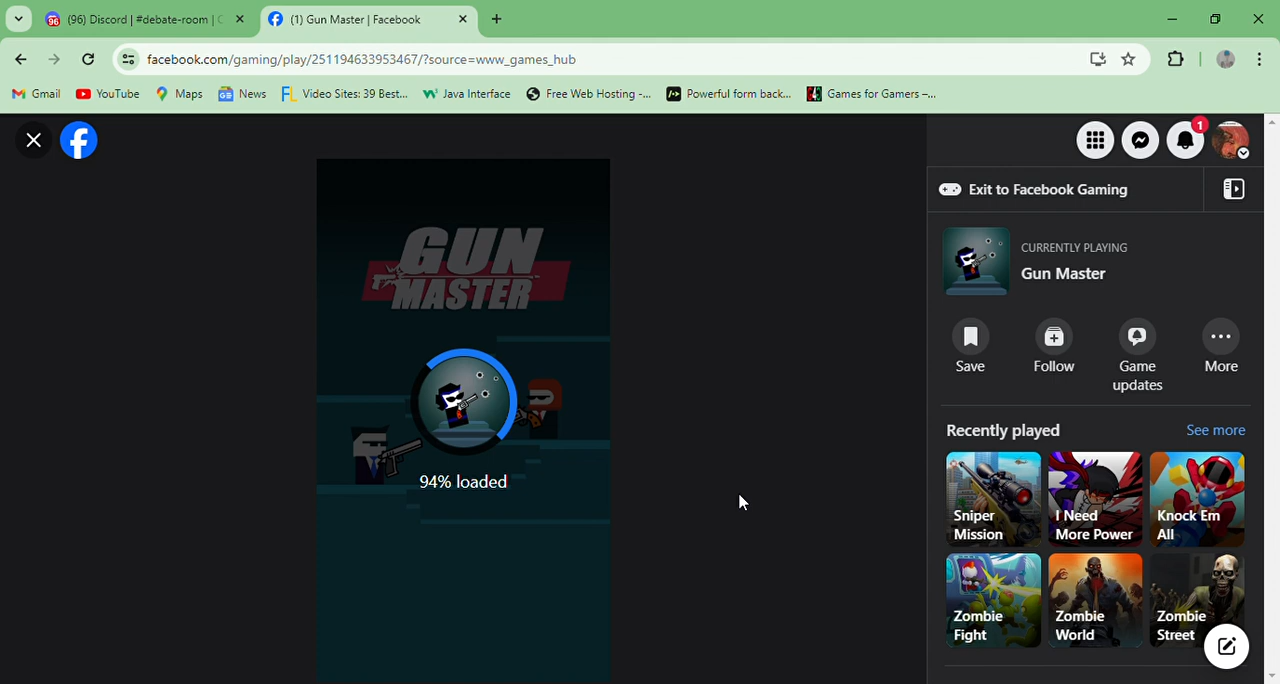 (96) Discord | #debate-room | C
(1) Gun Master | Facebook
facebook.com/gaming/play/251194633953467/?source=www_games_hub
Gmail
YouTube
Maps
News
Video Sites: 39 Best...
Java Interface
Free Web Hosting -...
Powerful form back...
Games for Gamers –...
1
Exit to Facebook Gaming
CURRENTLY PLAYING
Gun Master
Save
Follow
Game
updates
More
GUN
MASTER
94% loaded
Recently played
See more
Sniper
Mission
I Need
More Power
Knock Em
All
Zombie
Fight
Zombie
World
Zombie
Street